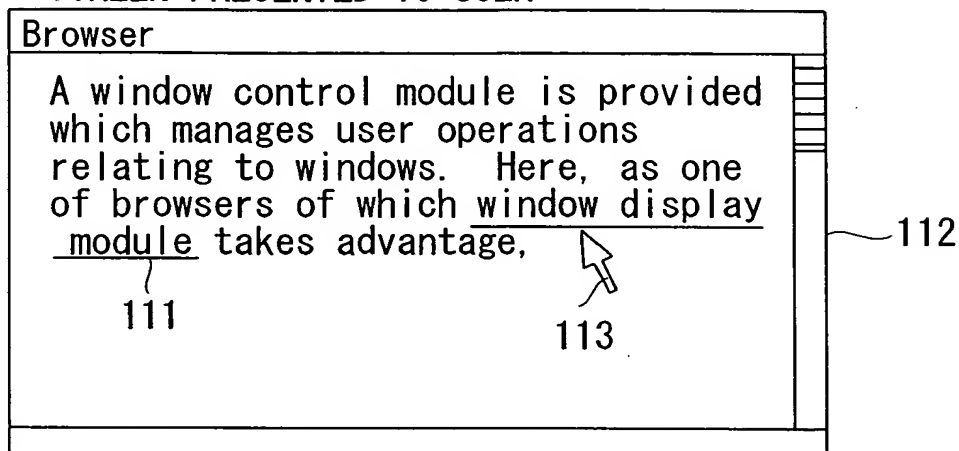 Browser
A window control module is provided
which manages user operations
relating to windows. Here, as one
of browsers of which window display
module takes advantage,
111
113
112